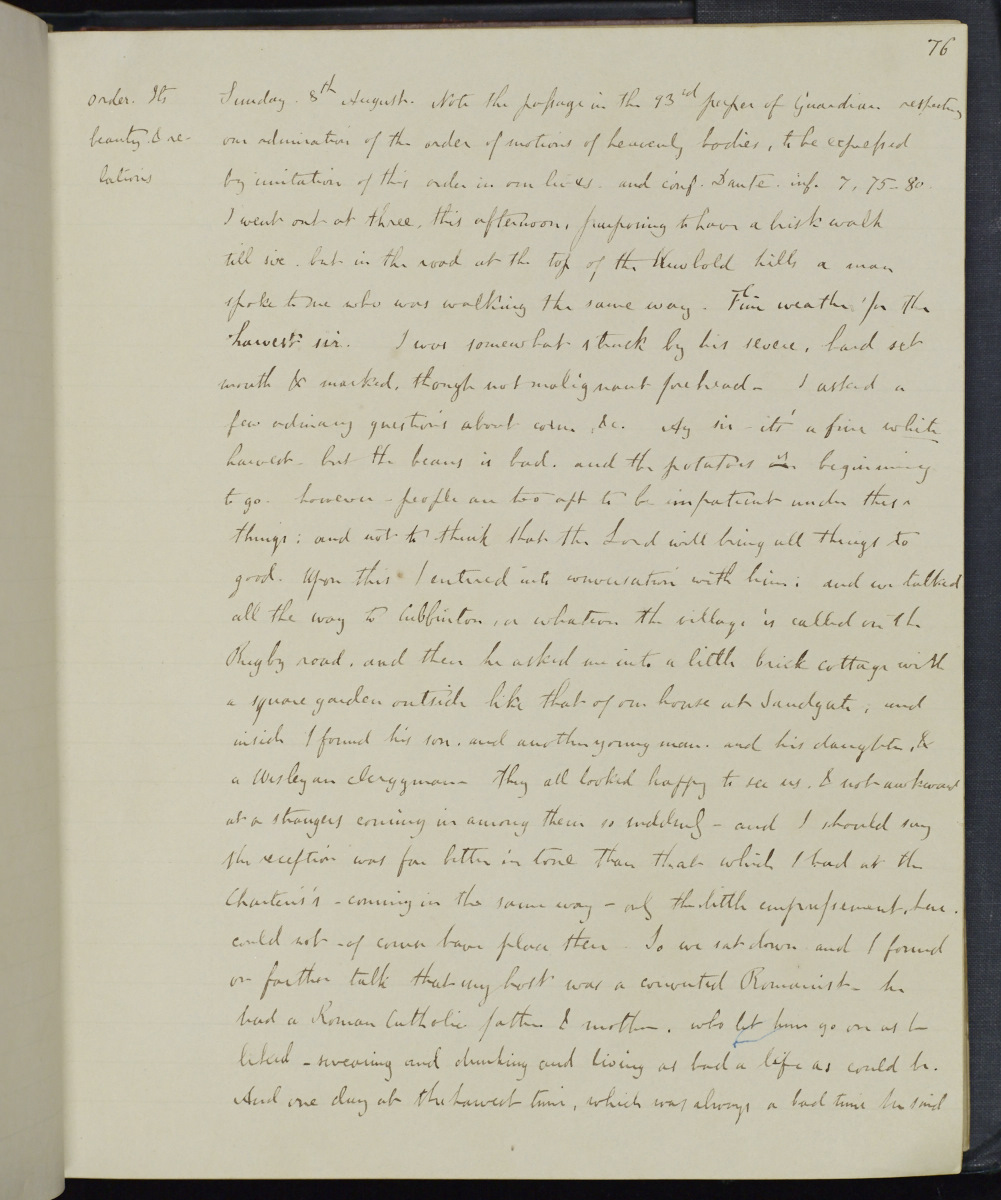 76
order. Its
beauty & re-
lations
Sunday. 8th August. Note the passage in the 93rd paper of Guardian respecting
our admiration of the order of motions of heavenly bodies, to be expressed
by imitation of this order in our lives. and conf. Dante. inf. 7, 75-80.
I went out at three, this afternoon, purposing to have a brisk walk
till six. but in the road at the top of the Newbold hills a man
spoke to me who was walking the same way. Fine weather for the
harvest sir. I was somewhat struck by his severe, hard set
mouth & marked, though not malignant forehead - I asked a
few ordinary questions about corn, &c. Ay sir - it's a fine white
harvest - but the beans is bad. and the potatoes is beginning
to go. however - people are too apt to be impatient under these
things; and not to think that the Lord will bring all things to
good. Upon this I entered into conversation with him: and we talked
all the way to Cubbinton, or whatever the village is called on the
Rugby road, and then he asked me into a little brick cottage with
a square garden outside like that of our house at Sandgate, and
inside I found his son. and another young man. and his daughter, &
a Wesleyan clergyman - they all looked happy to see us, & not awkward
at a strangers coming in among them so suddenly - and I should say
the reception was far better in tone than that which I had at the
Charteris's - coming in the same way - only the little empressement, here.
could not - of course have place there. So we sat down and I found
on farther talk that my host was a converted Romanist - he
had a Roman Catholic father & mother, who let him go on as he
liked - swearing and drinking and living as bad a life as could be.
And one day at the harvest time, which was always a bad time he said